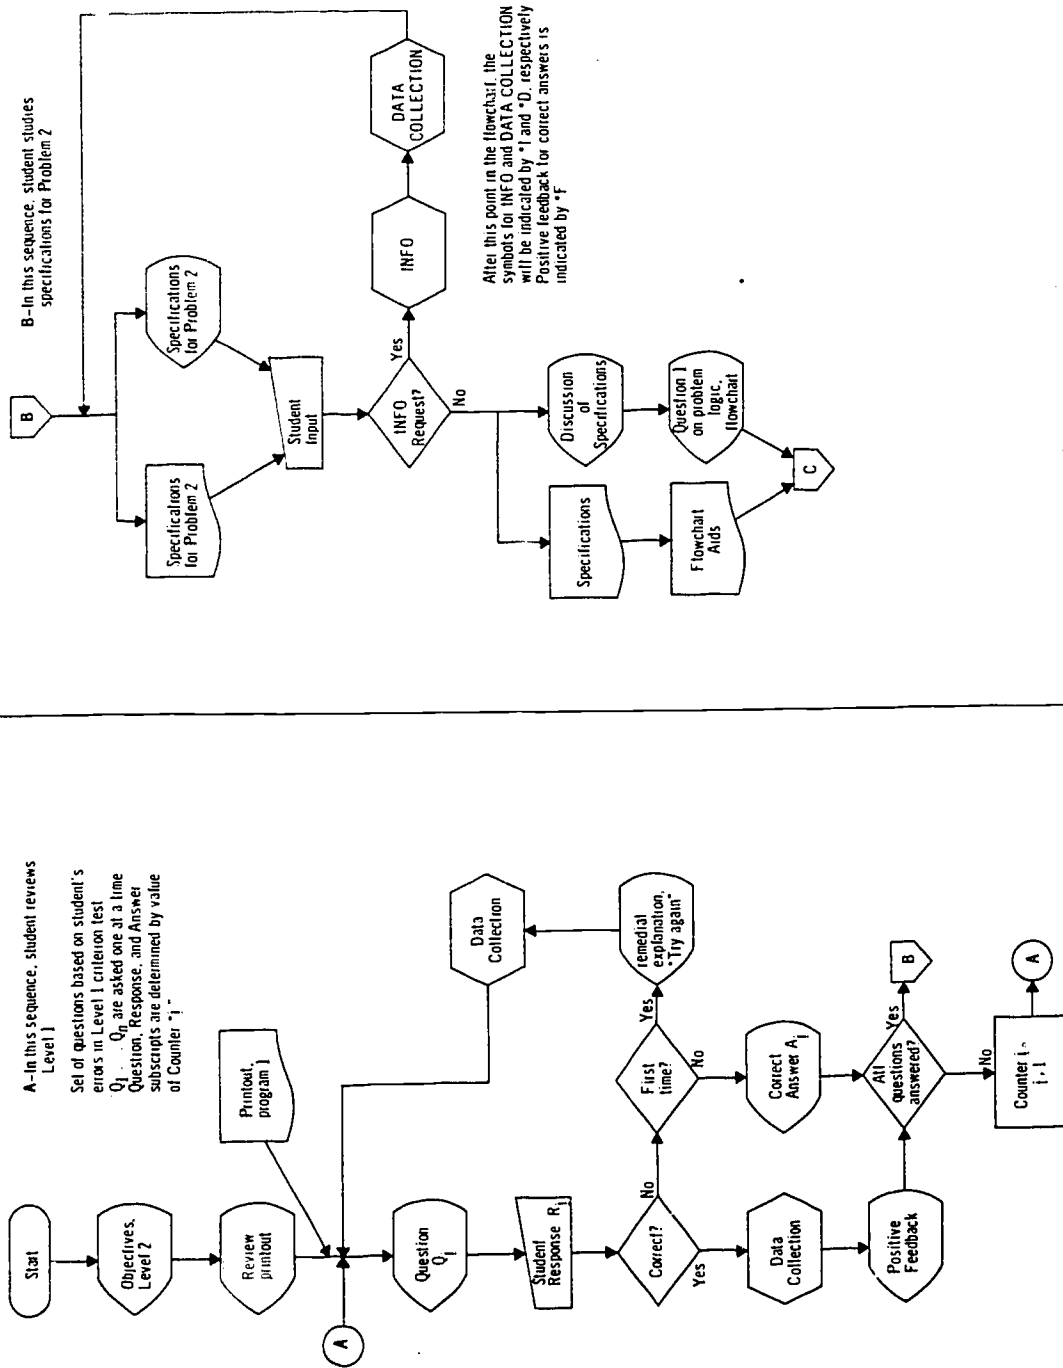 A-In this sequence, student reviews
Level 1
Set of questions based on student's
errors in Level 1 criterion test
Q1 . . Qn are asked one at a time
Question, Response, and Answer
subscripts are determined by value
of Counter "i"
Start
Objectives,
Level 2
Review
printout
Printout,
program 1
A
Question
Qi
Student
Response Ri
Correct?
No
Yes
First
time?
Yes
No
remedial
explanation,
"Try again"
Data
Collection
Data
Collection
Correct
Answer Ai
Positive
Feedback
All
questions
answered?
Yes
B
No
Counter i =
A
B-In this sequence, student studies
specifications for Problem 2
B
Specifications
for Problem 2
Specifications
for Problem 2
Student
Input
INFO
Request?
Yes
No
INFO
DATA
COLLECTION
After this point in the flowchart, the
symbols for INFO and DATA COLLECTION
will be indicated by *I and *D, respectively
Positive feedback for correct answers is
indicated by *F
Specifications
Discussion
of
Specifications
Flowchart
Aids
Question 1
on problem
logic,
flowchart
C